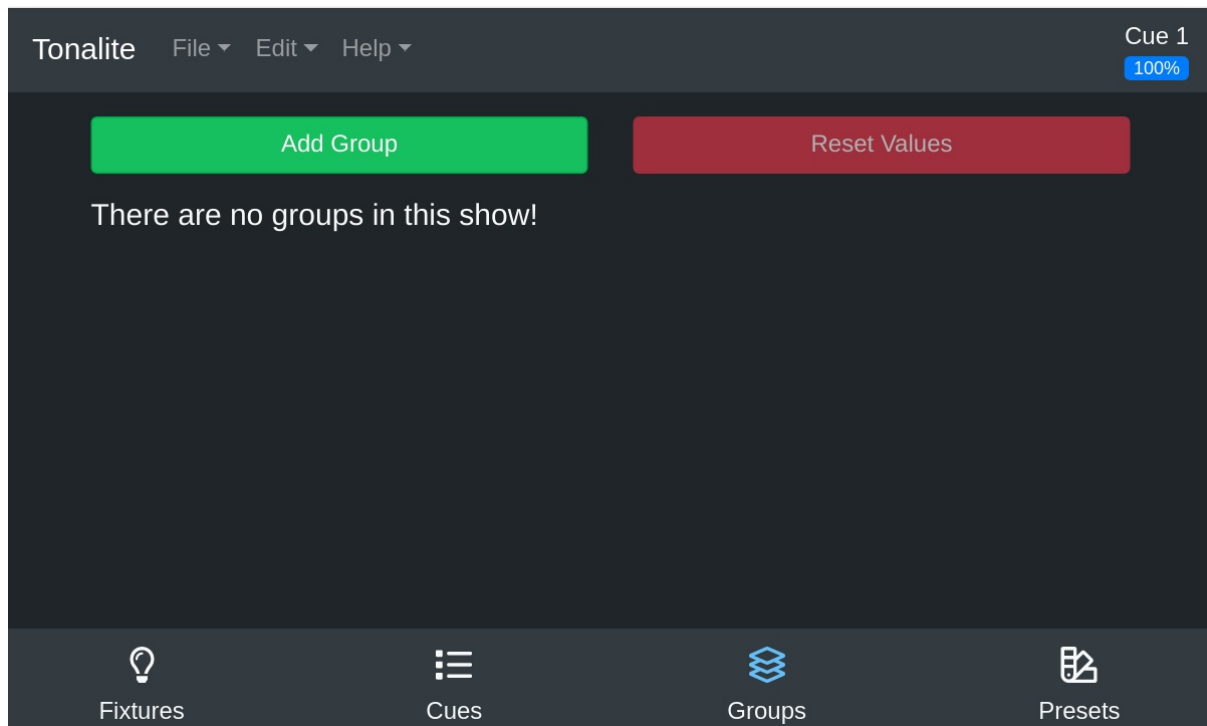 Tonalite File Edit Help Cue 1
100%
Add Group Reset Values
There are no groups in this show!
Fixtures Cues Groups Presets